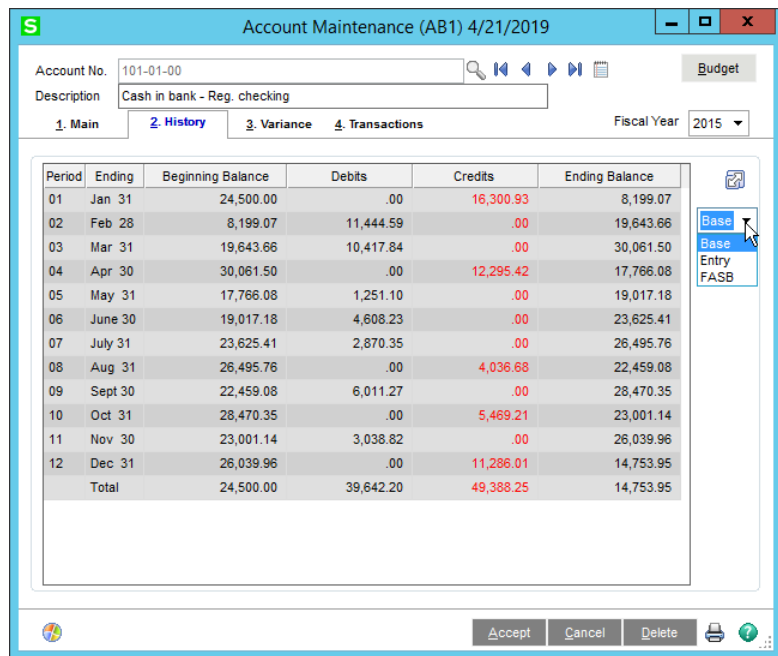 S Account Maintenance (AB1) 4/21/2019
Account No. 101-01-00 Budget
Description Cash in bank - Reg. checking
1. Main 2. History 3. Variance 4. Transactions Fiscal Year 2015
Period Ending Beginning Balance Debits Credits Ending Balance
01 Jan 31 24,500.00 .00 16,300.93 8,199.07
02 Feb 28 8,199.07 11,444.59 .00 19,643.66 Base
03 Mar 31 19,643.66 10,417.84 .00 30,061.50 Base
Entry
04 Apr 30 30,061.50 .00 12,295.42 17,766.08 FASB
05 May 31 17,766.08 1,251.10 .00 19,017.18
06 June 30 19,017.18 4,608.23 .00 23,625.41
07 July 31 23,625.41 2,870.35 .00 26,495.76
08 Aug 31 26,495.76 .00 4,036.68 22,459.08
09 Sept 30 22,459.08 6,011.27 .00 28,470.35
10 Oct 31 28,470.35 .00 5,469.21 23,001.14
11 Nov 30 23,001.14 3,038.82 .00 26,039.96
12 Dec 31 26,039.96 .00 11,286.01 14,753.95
Total 24,500.00 39,642.20 49,388.25 14,753.95
Accept Cancel Delete